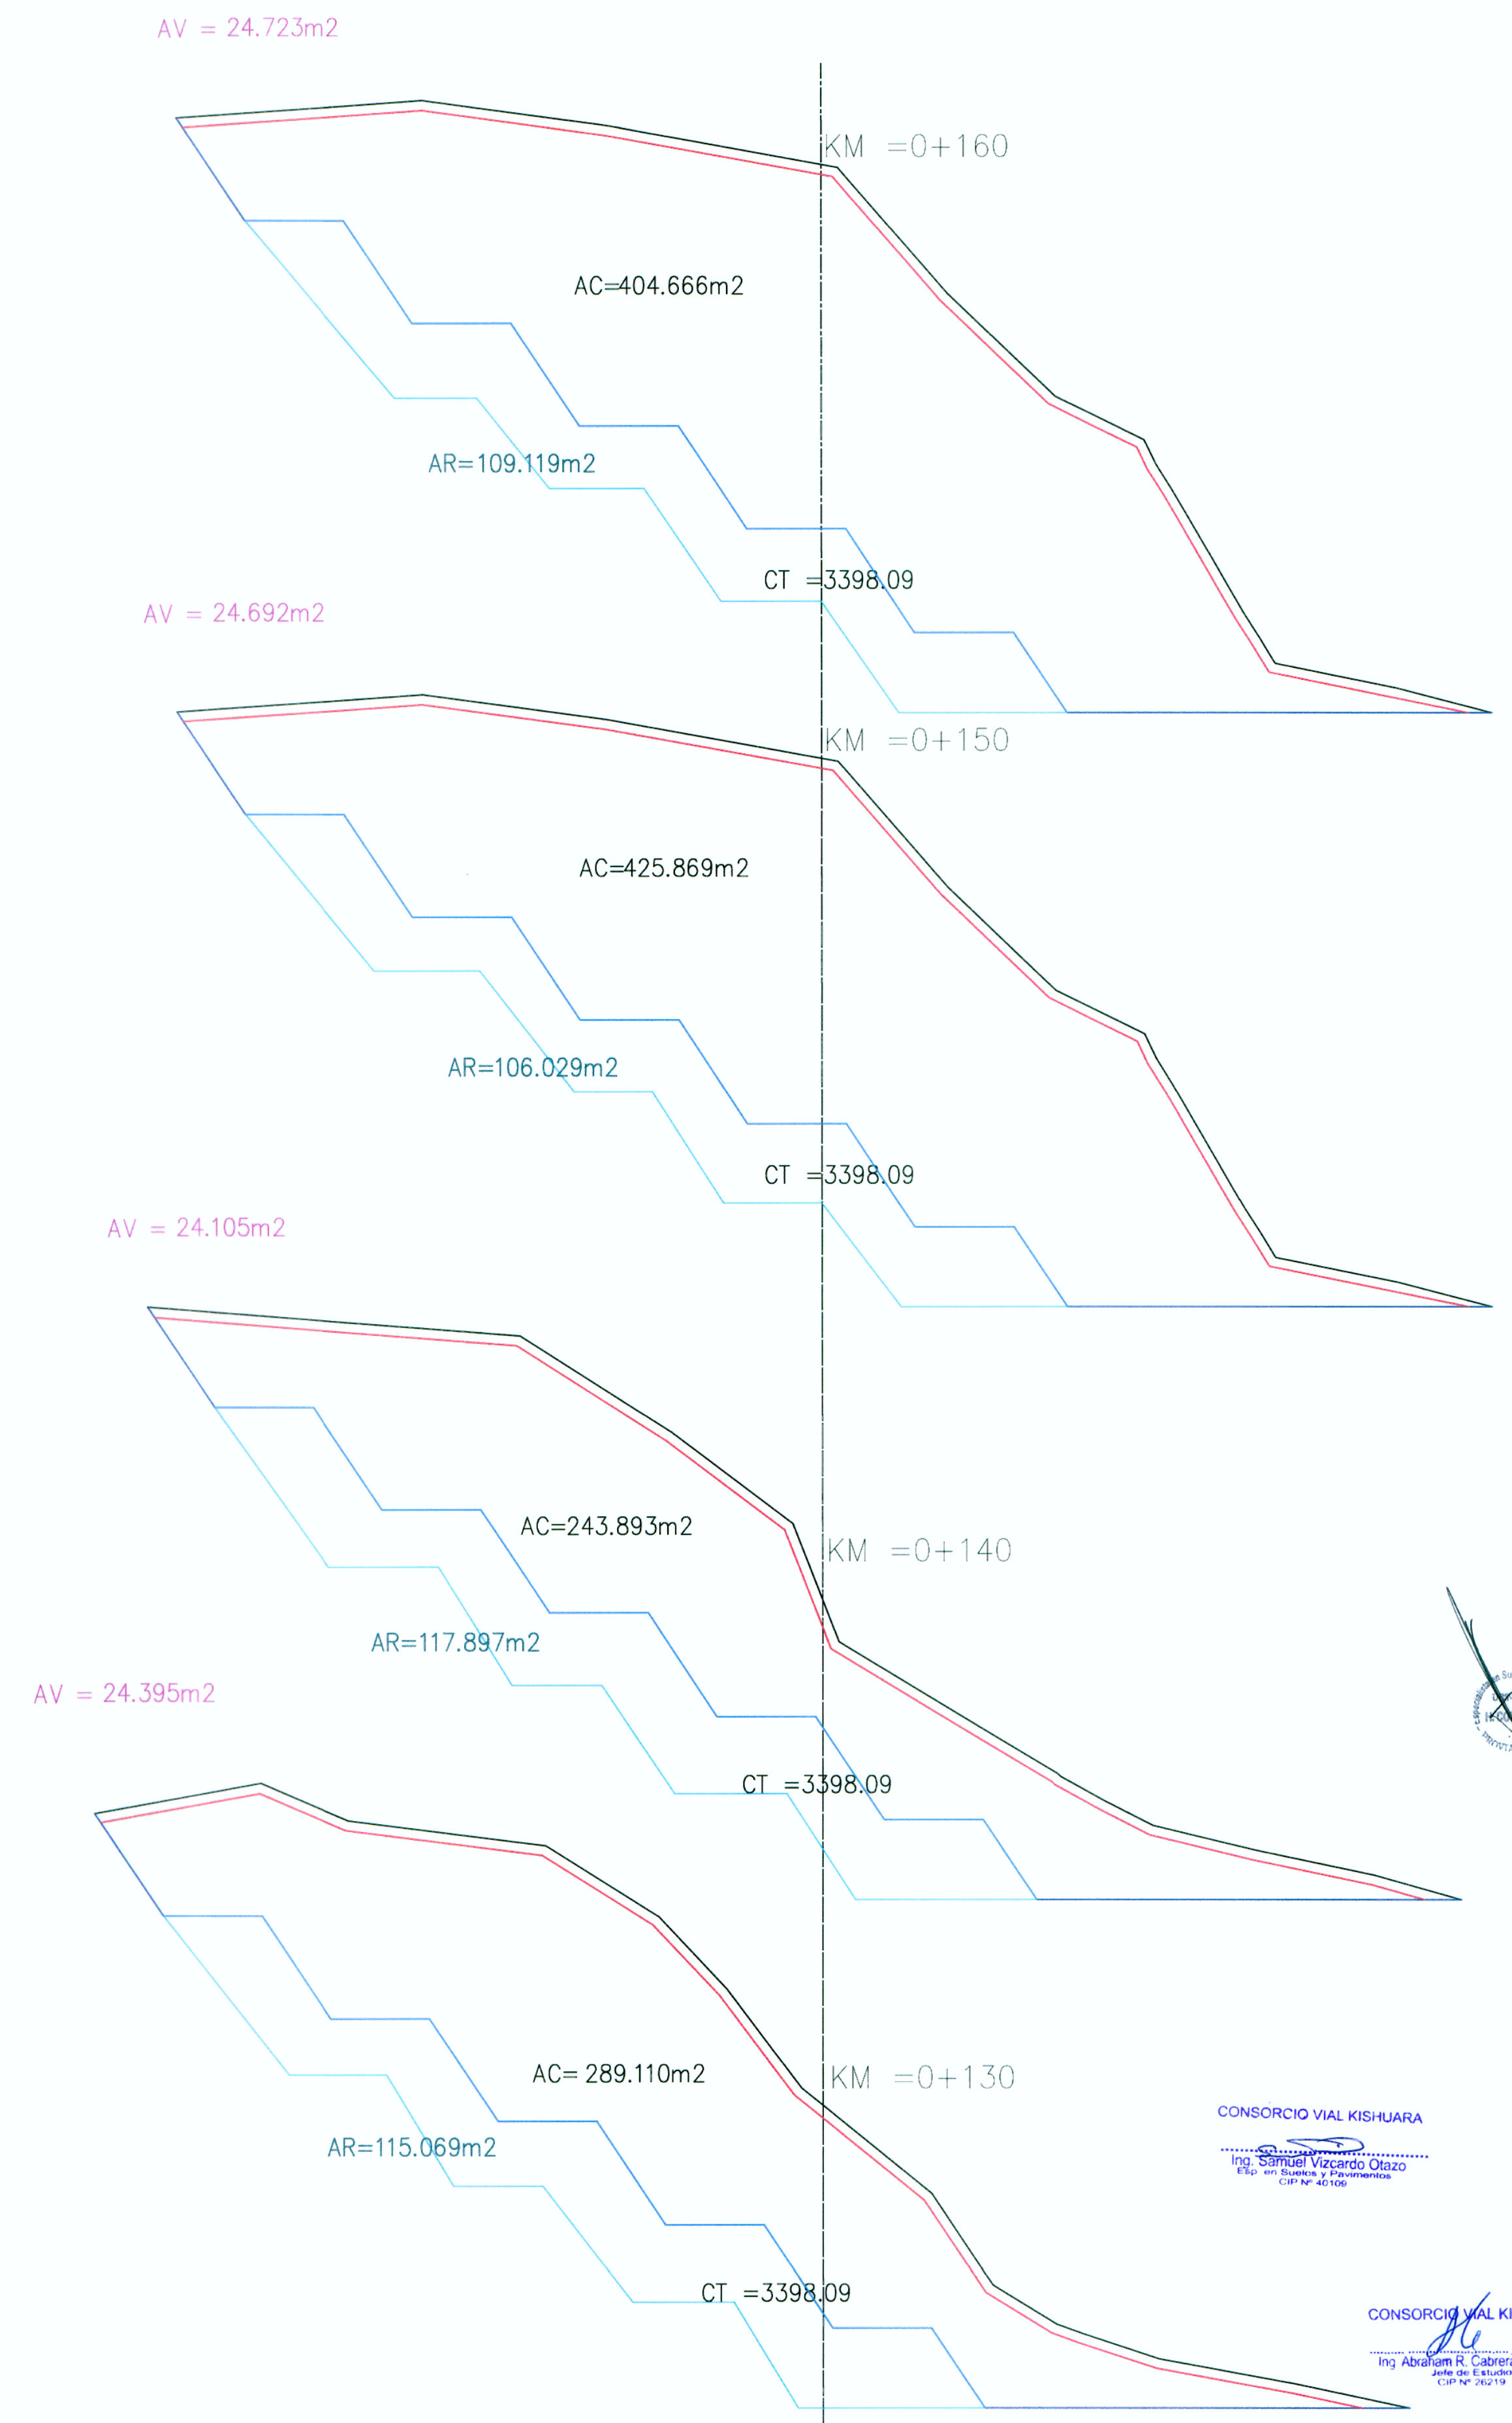 AV = 24.723m2
KM =0+160
AC=404.666m2
AR=109.119m2
CT =3398.09
AV = 24.692m2
KM =0+150
AC=425.869m2
AR=106.029m2
CT =3398.09
AV = 24.105m2
KM =0+140
AC=243.893m2
AR=117.897m2
CT =3398.09
AV = 24.395m2
KM =0+130
AC= 289.110m2
AR=115.069m2
CT =3398.09
CONSORCIO VIAL KISHUARA
Ing. Samuel Vizcardo Otazo
Esp. en Suelos y Pavimentos
CIP Nº 40109
CONSORCIO VIAL KI
Ing Abraham R. Cabrera
Jefe de Estudio
CIP Nº 26219